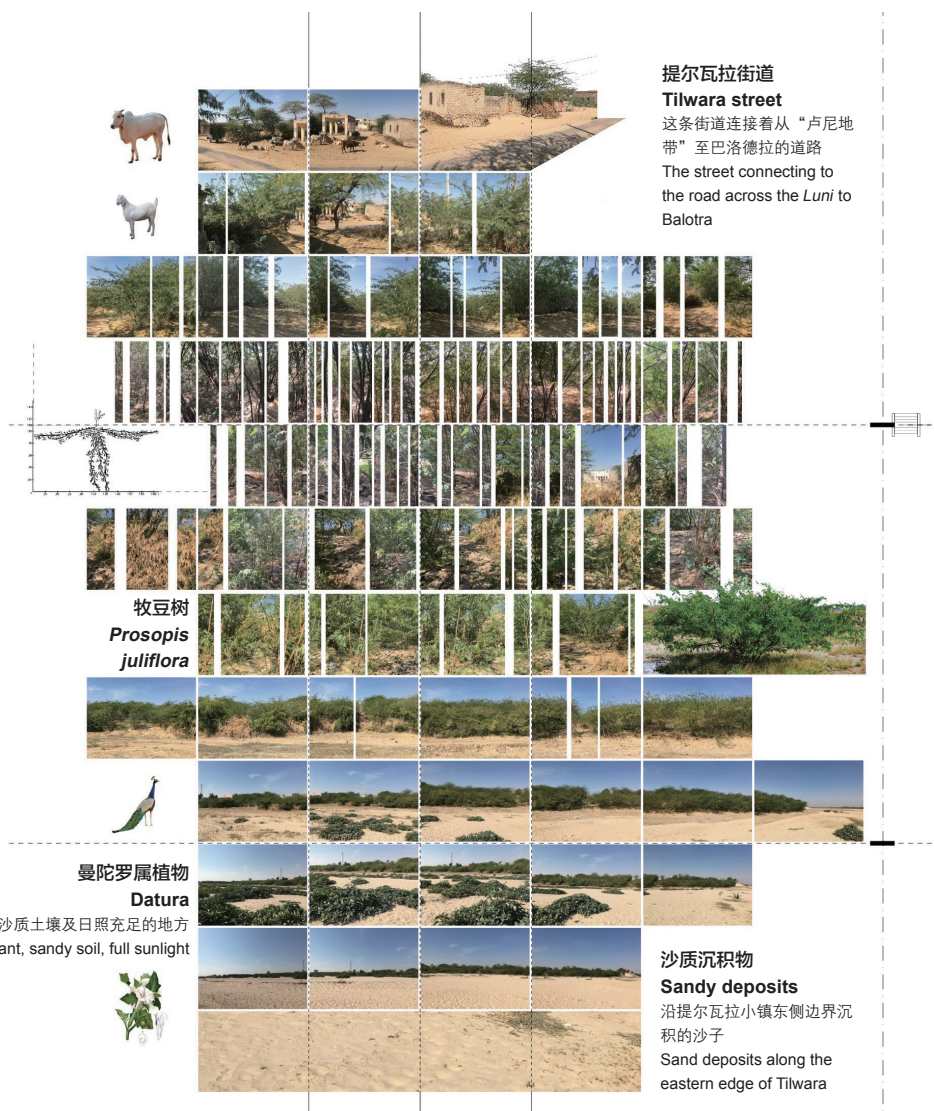 提尔瓦拉街道
Tilwara street
这条街道连接着从“卢尼地
带”至巴洛德拉的道路
The street connecting to
the road across the Luni to
Balotra
牧豆树
Prosopis
juliflora
曼陀罗属植物
Datura
沙质土壤及日照充足的地方
ant, sandy soil, full sunlight
沙质沉积物
Sandy deposits
沿提尔瓦拉小镇东侧边界沉
积的沙子
Sand deposits along the
eastern edge of Tilwara